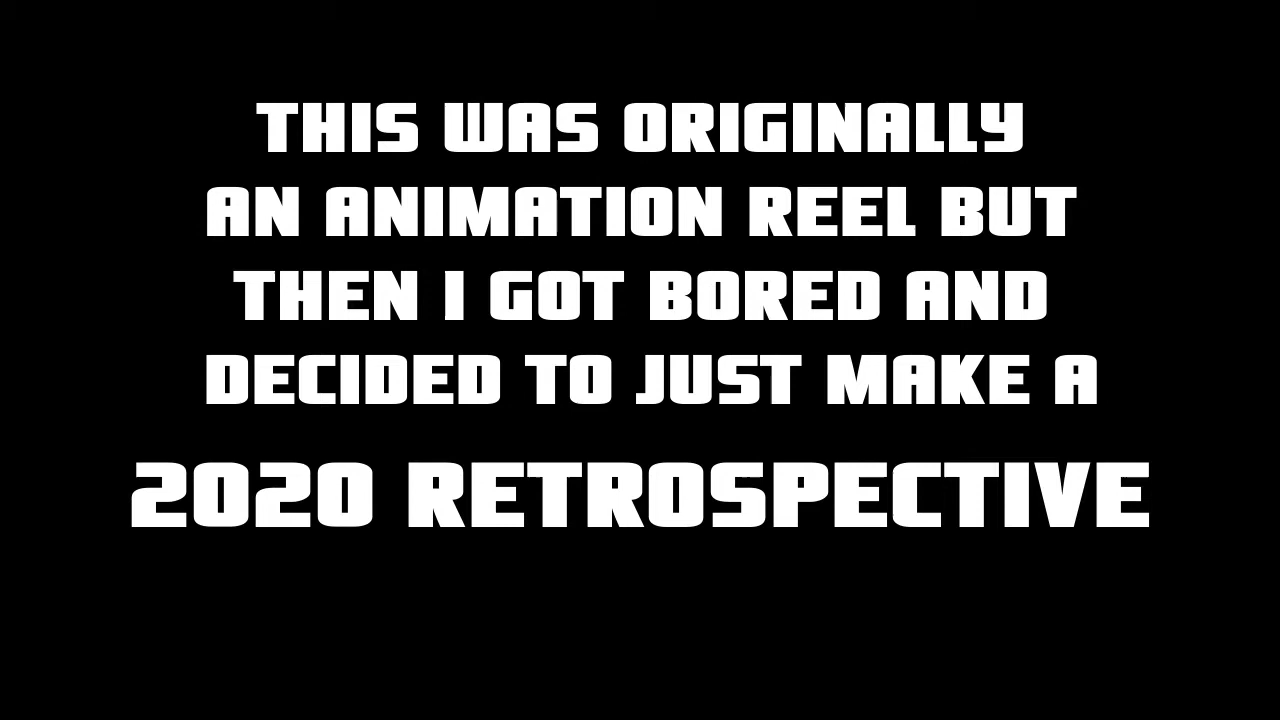 THIS WAS ORIGINALLY
AN ANIMATION REEL BUT
THEN I GOT BORED AND
DECIDED TO JUST MAKE A
2020 RETROSPECTIVE